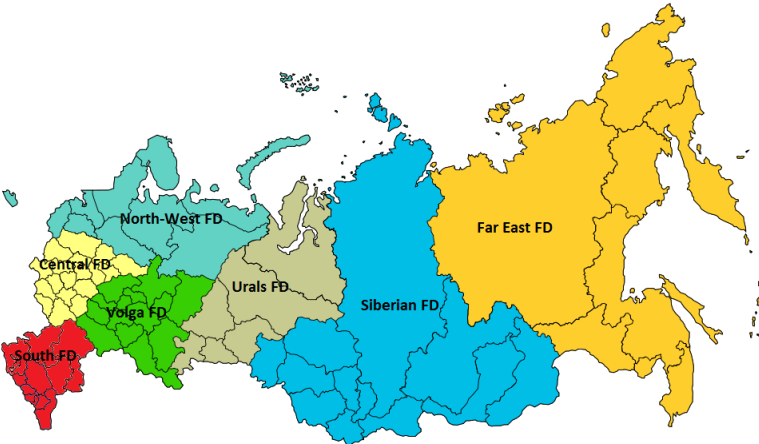 North-West FD
Far East FD
Central FD
Urals FD
Siberian FD
Volga FD
South FD